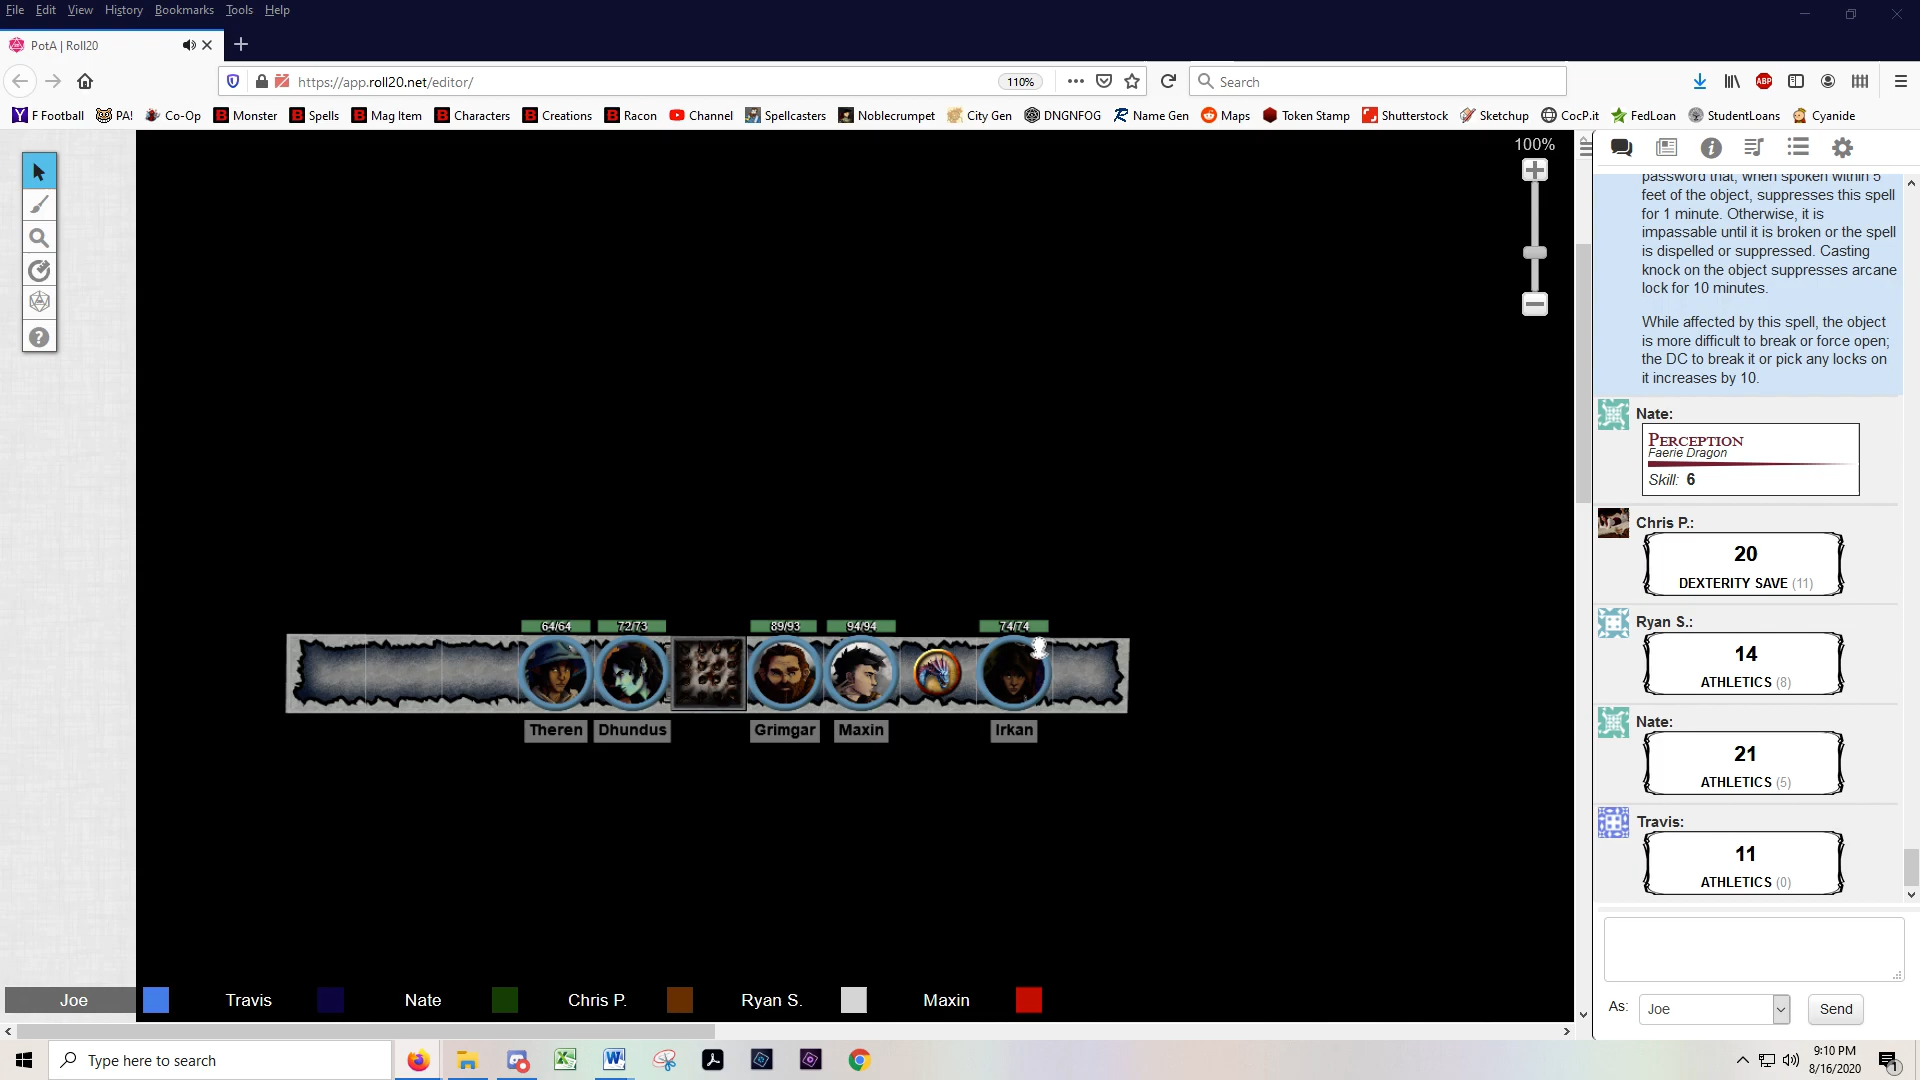 File Edit View History Bookmarks Tools Help
PotA | Roll20
https://app.roll20.net/editor/
110%
Search
F Football PA! Co-Op Monster Spells Mag Item Characters Creations Racon Channel Spellcasters Noblecrumpet City Gen DNGNFOG Name Gen Maps Token Stamp Shutterstock Sketchup CocP.it FedLoan StudentLoans Cyanide
100%
password that, when spoken within 5
feet of the object, suppresses this spell
for 1 minute. Otherwise, it is
impassable until it is broken or the spell
is dispelled or suppressed. Casting
knock on the object suppresses arcane
lock for 10 minutes.
While affected by this spell, the object
is more difficult to break or force open;
the DC to break it or pick any locks on
it increases by 10.
Nate:
PERCEPTION
Faerie Dragon
Skill: 6
Chris P.:
20
DEXTERITY SAVE (11)
Ryan S.:
14
ATHLETICS (8)
Nate:
21
ATHLETICS (5)
Travis:
11
ATHLETICS (0)
64/64 72/73 89/93 94/94 74/74
Theren Dhundus Grimgar Maxin Irkan
Joe Travis Nate Chris P. Ryan S. Maxin
As: Joe Send
Type here to search
9:10 PM
8/16/2020
1